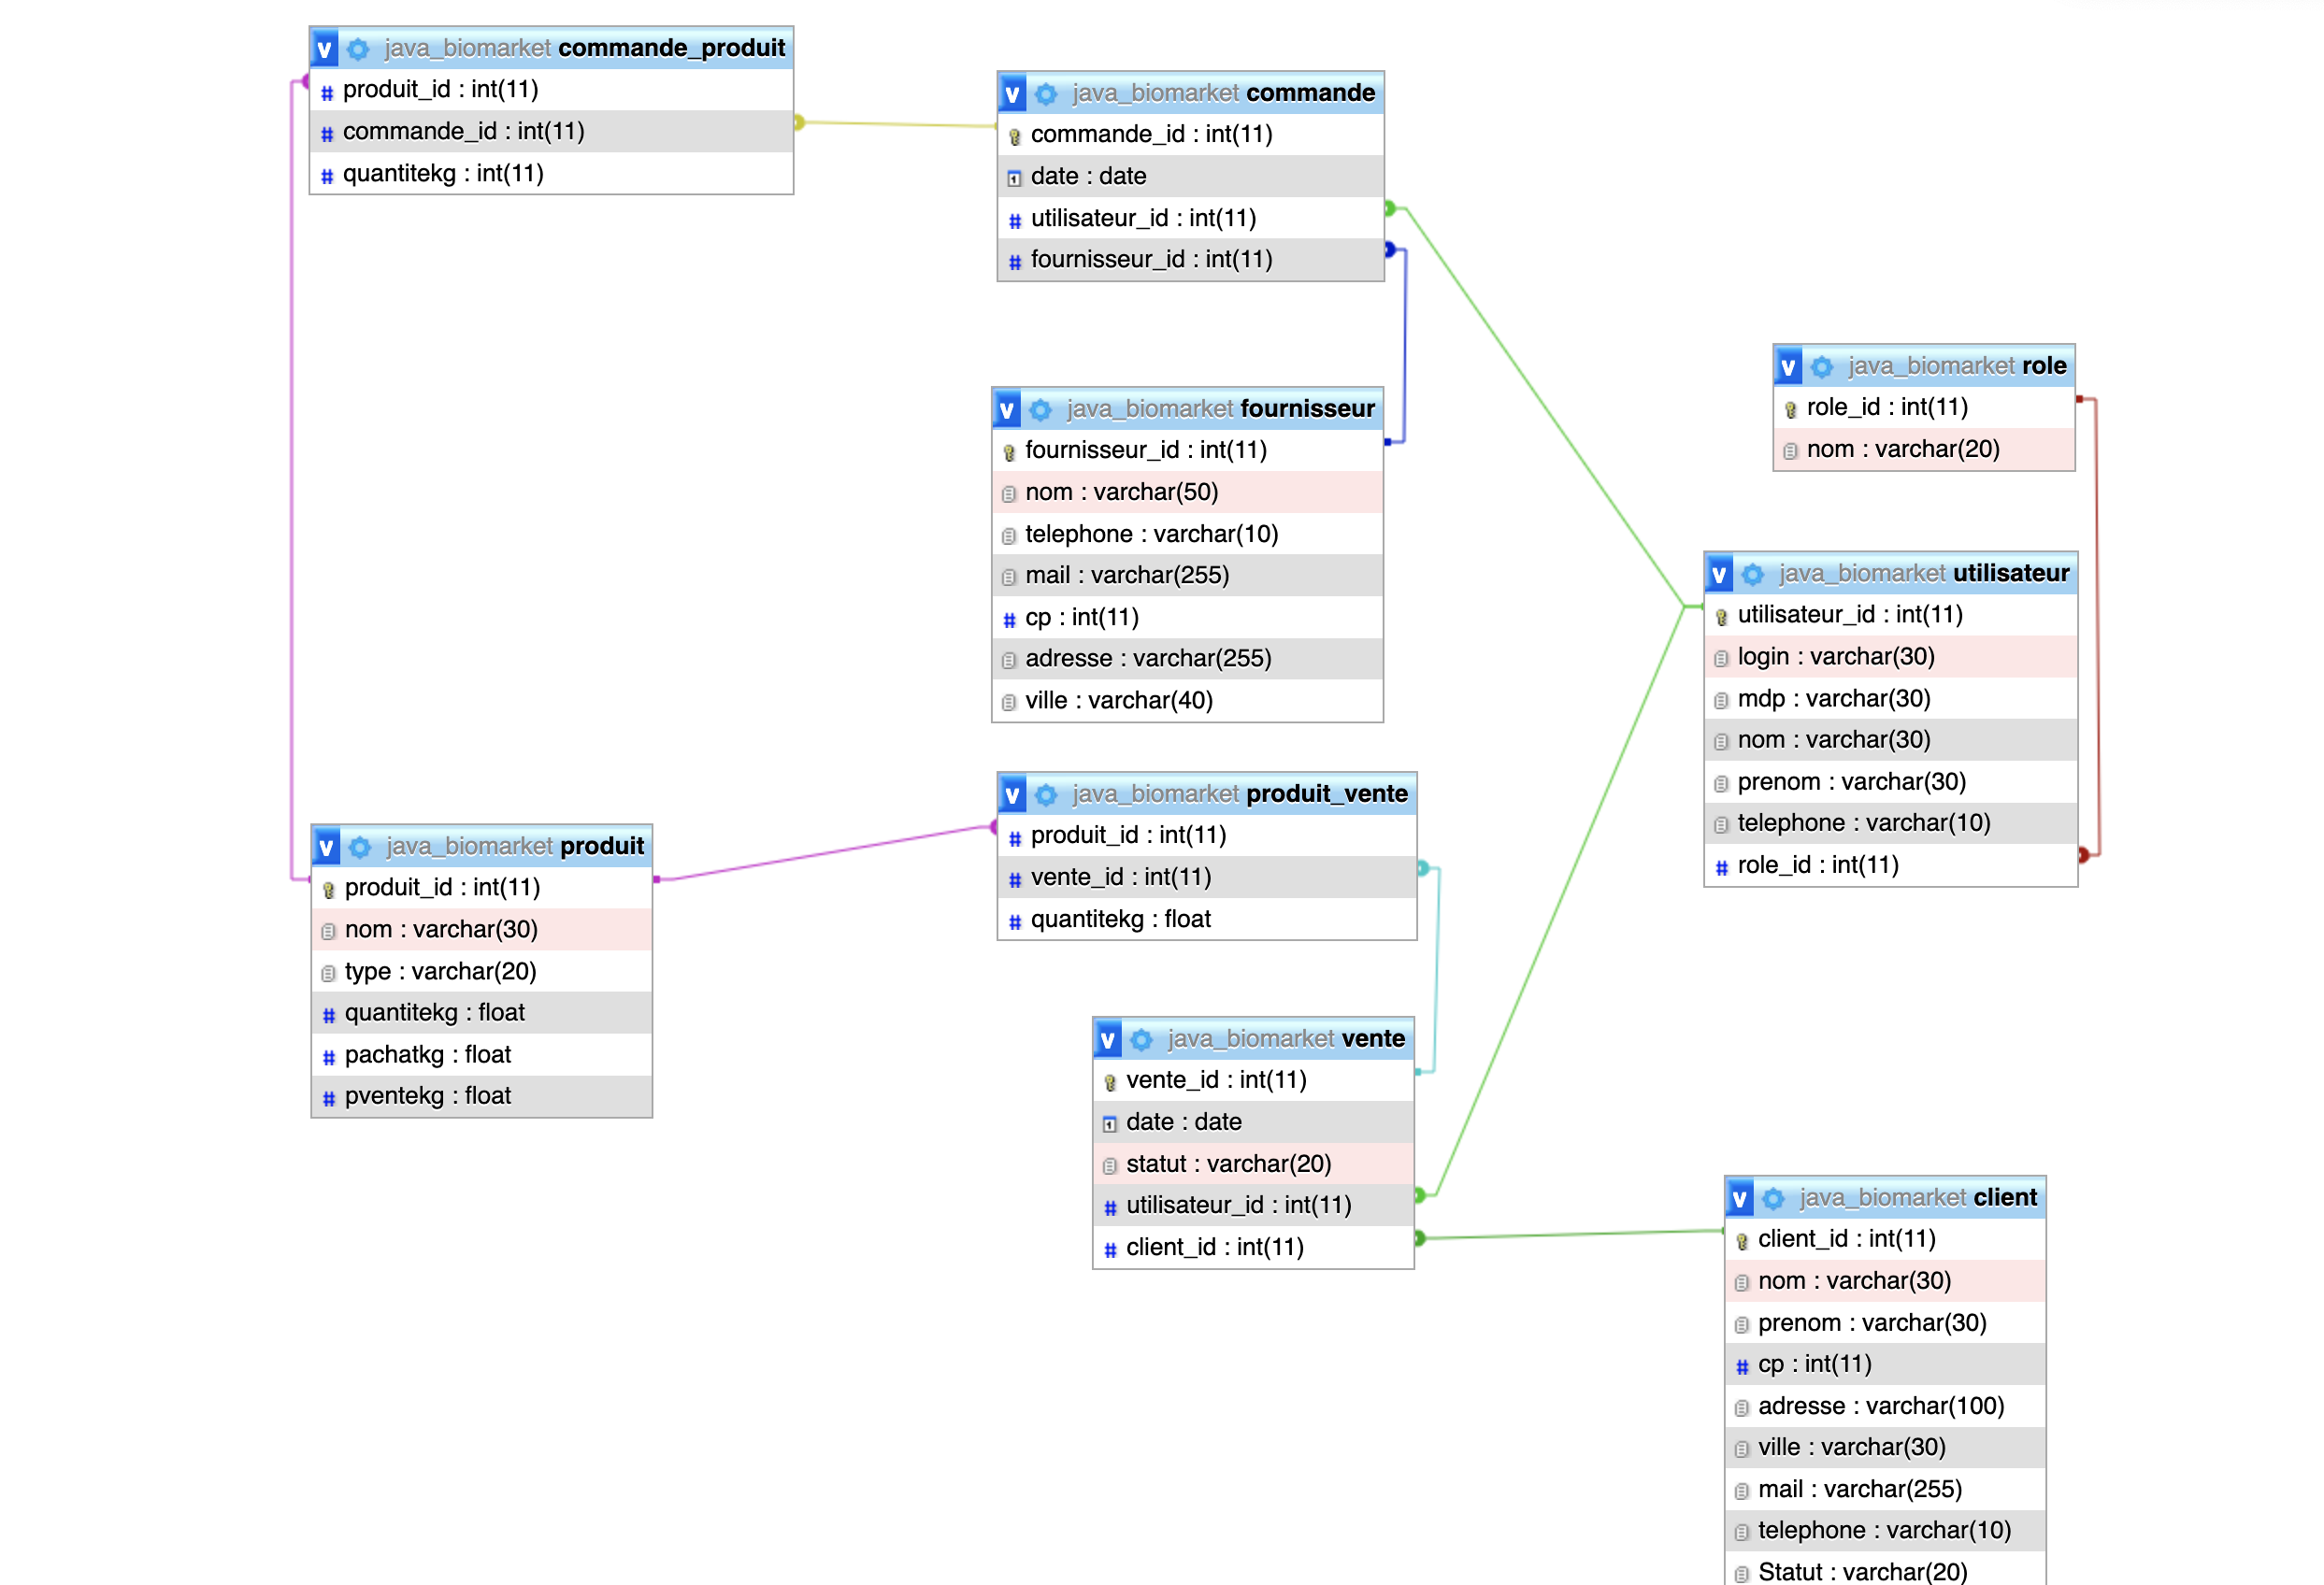 java_biomarket commande_produit
produit_id : int(11)
commande_id : int(11)
quantitekg : int(11)
java_biomarket commande
commande_id : int(11)
date : date
utilisateur_id : int(11)
fournisseur_id : int(11)
java_biomarket fournisseur
fournisseur_id : int(11)
nom : varchar(50)
telephone : varchar(10)
mail : varchar(255)
cp : int(11)
adresse : varchar(255)
ville : varchar(40)
java_biomarket role
role_id : int(11)
nom : varchar(20)
java_biomarket utilisateur
utilisateur_id : int(11)
login : varchar(30)
mdp : varchar(30)
nom : varchar(30)
prenom : varchar(30)
telephone : varchar(10)
role_id : int(11)
java_biomarket produit
produit_id : int(11)
nom : varchar(30)
type : varchar(20)
quantitekg : float
pachatkg : float
pventekg : float
java_biomarket produit_vente
produit_id : int(11)
vente_id : int(11)
quantitekg : float
java_biomarket vente
vente_id : int(11)
date : date
statut : varchar(20)
utilisateur_id : int(11)
client_id : int(11)
java_biomarket client
client_id : int(11)
nom : varchar(30)
prenom : varchar(30)
cp : int(11)
adresse : varchar(100)
ville : varchar(30)
mail : varchar(255)
telephone : varchar(10)
Statut : varchar(20)